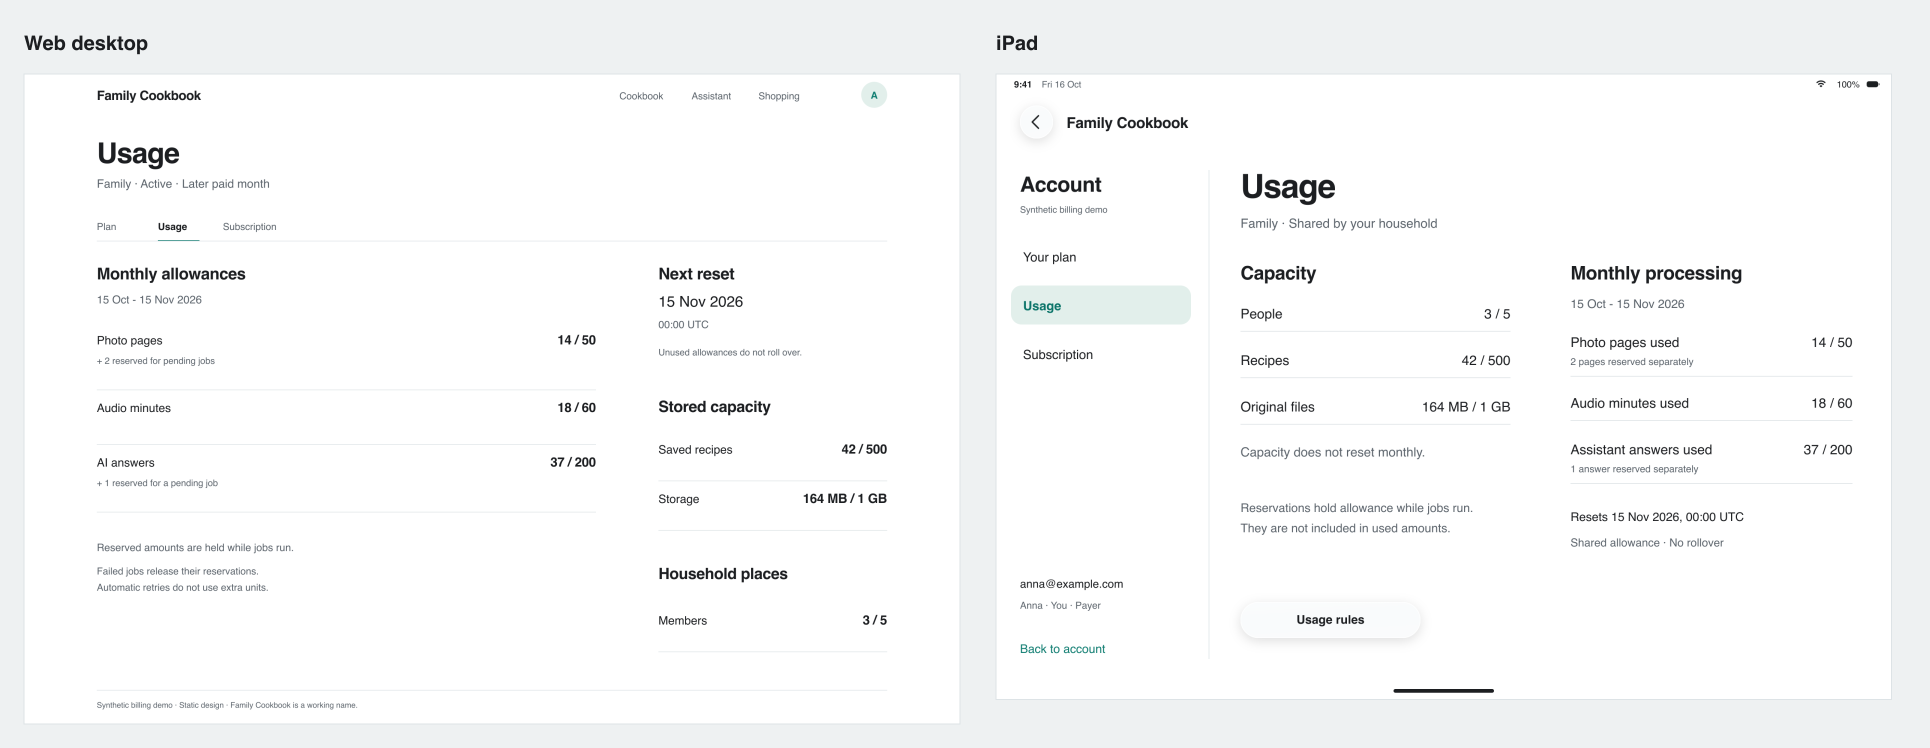 Web desktop
Family Cookbook
Cookbook
Assistant
Shopping
A
Usage
Family · Active · Later paid month
Plan
Usage
Subscription
Monthly allowances
15 Oct - 15 Nov 2026
Photo pages
14 / 50
+ 2 reserved for pending jobs
Audio minutes
18 / 60
AI answers
37 / 200
+ 1 reserved for a pending job
Reserved amounts are held while jobs run.
Failed jobs release their reservations.
Automatic retries do not use extra units.
Next reset
15 Nov 2026
00:00 UTC
Unused allowances do not roll over.
Stored capacity
Saved recipes
42 / 500
Storage
164 MB / 1 GB
Household places
Members
3 / 5
Synthetic billing demo · Static design · Family Cookbook is a working name.
iPad
9:41 Fri 16 Oct
100%
Family Cookbook
Account
Synthetic billing demo
Your plan
Usage
Subscription
anna@example.com
Anna · You · Payer
Back to account
Usage
Family · Shared by your household
Capacity
People
3 / 5
Recipes
42 / 500
Original files
164 MB / 1 GB
Capacity does not reset monthly.
Reservations hold allowance while jobs run.
They are not included in used amounts.
Usage rules
Monthly processing
15 Oct - 15 Nov 2026
Photo pages used
14 / 50
2 pages reserved separately
Audio minutes used
18 / 60
Assistant answers used
37 / 200
1 answer reserved separately
Resets 15 Nov 2026, 00:00 UTC
Shared allowance · No rollover